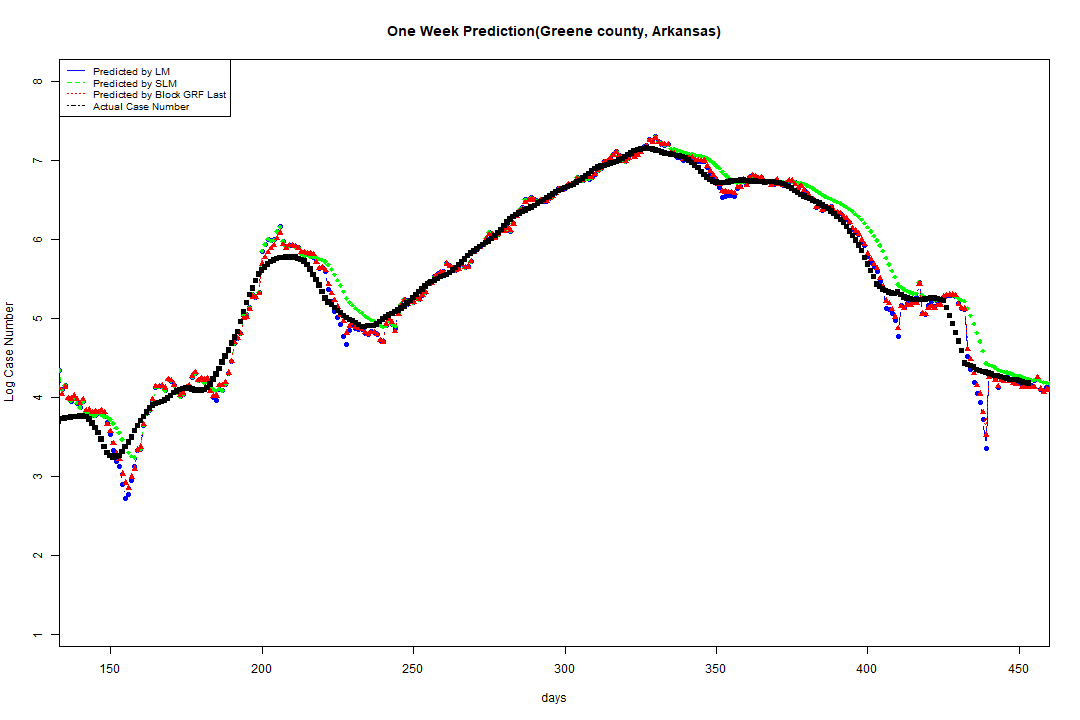 One Week Prediction(Greene county, Arkansas)
Predicted by LM
Predicted by SLM
Predicted by Block GRF Last
Actual Case Number
Log Case Number
8
7
6
5
4
3
2
1
150 200 250 300 350 400 450
days